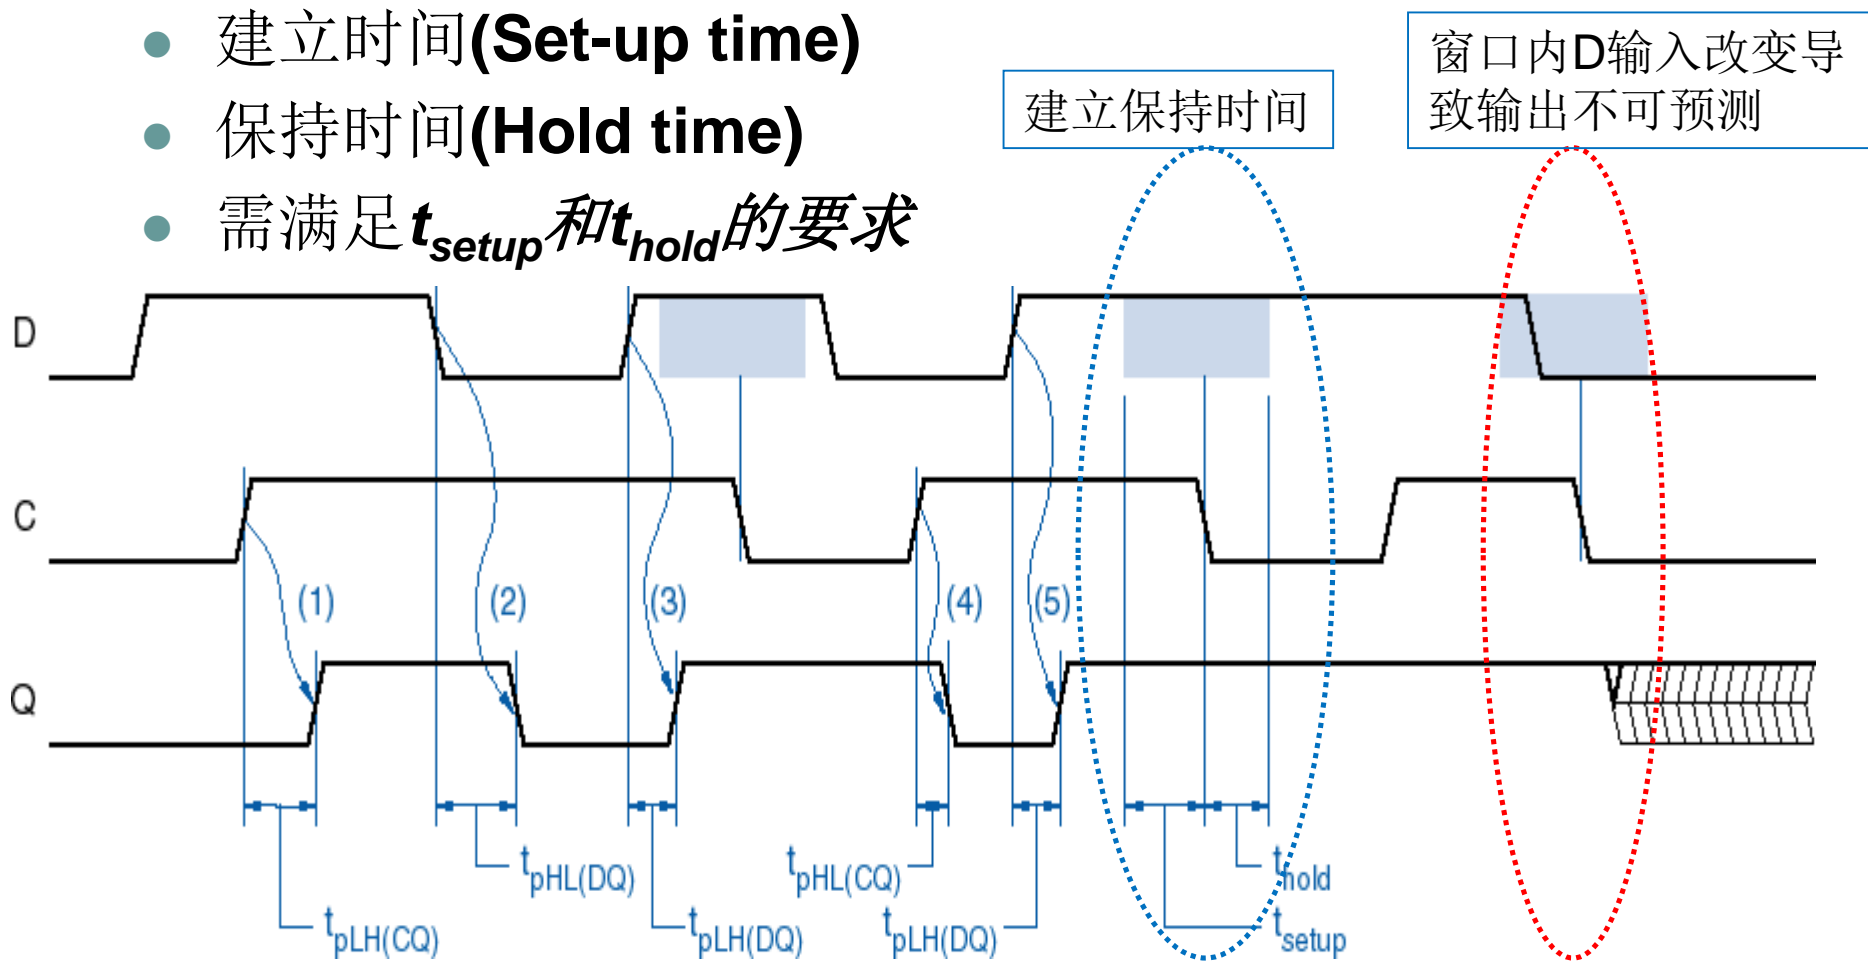 建立时间(Set-up time)
保持时间(Hold time)
需满足tsetup和thold的要求
建立保持时间
窗口内D输入改变导
致输出不可预测
D
C
(1)
(2)
(3)
(4)
(5)
Q
tpHL(DQ)
tpHL(CQ)
thold
tpLH(CQ)
tpLH(DQ)
tpLH(DQ)
tsetup